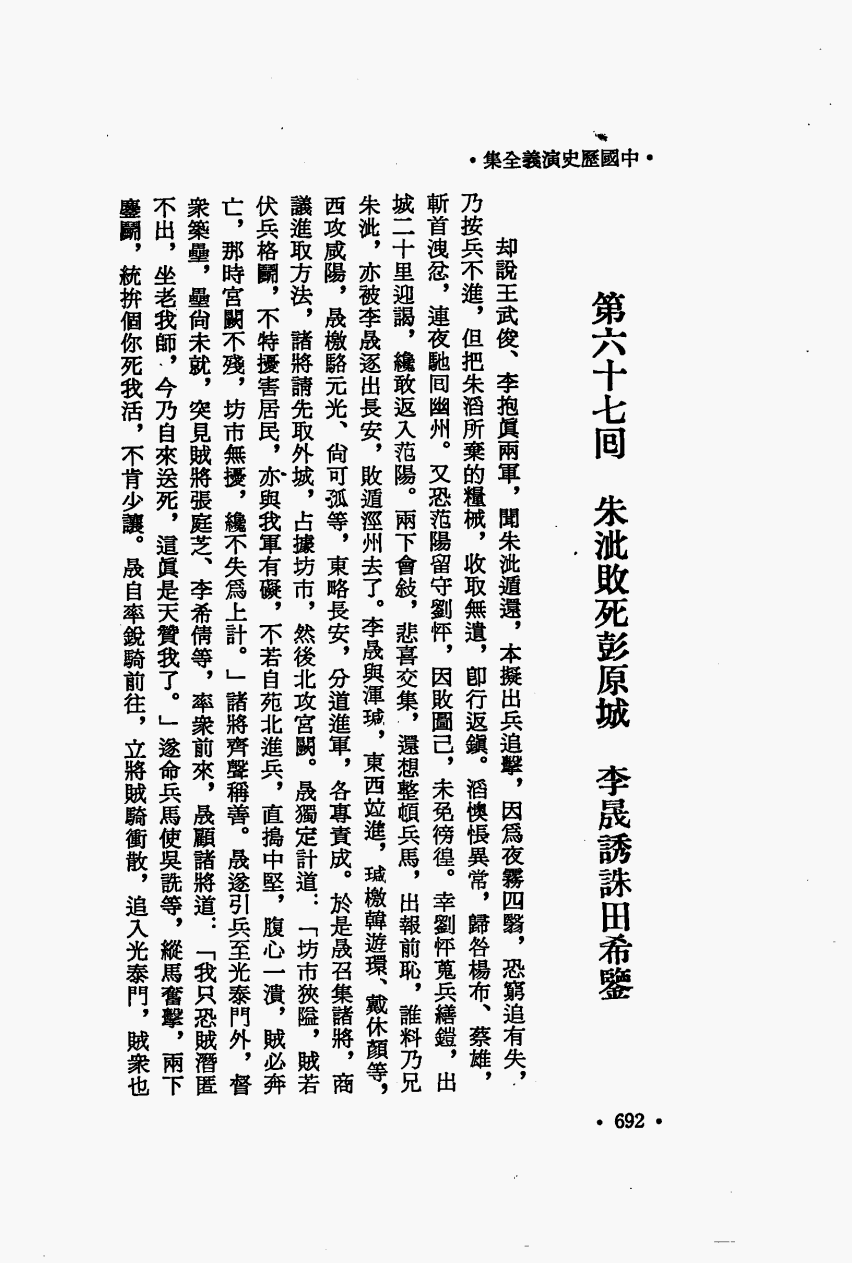 •中國歷史演義全集•
第六十七囘　朱泚敗死彭原城　李晟誘誅田希鑒
却說王武俊、李抱眞兩軍，聞朱泚遁還，本擬出兵追擊，因爲夜霧四翳，恐窮追有失，
乃按兵不進，但把朱滔所棄的糧械，收取無遺，卽行返鎭。滔懊悵異常，歸咎楊布、蔡雄，
斬首洩忿，連夜馳囘幽州。又恐范陽留守劉怦，因敗圖己，未免徬徨。幸劉怦蒐兵繕鎧，出
城二十里迎謁，纔敢返入范陽。兩下會敍，悲喜交集，還想整頓兵馬，出報前恥，誰料乃兄
朱泚，亦被李晟逐出長安，敗遁涇州去了。李晟與渾瑊，東西竝進，瑊檄韓遊環、戴休顏等，
西攻咸陽，晟檄駱元光、尙可孤等，東略長安，分道進軍，各專責成。於是晟召集諸將，商
議進取方法，諸將請先取外城，占據坊市，然後北攻宮闕。晟獨定計道：「坊市狹隘，賊若
伏兵格鬬，不特擾害居民，亦與我軍有礙，不若自苑北進兵，直搗中堅，腹心一潰，賊必奔
亡，那時宮闕不殘，坊市無擾，纔不失爲上計。」諸將齊聲稱善。晟遂引兵至光泰門外，督
衆築壘，壘尙未就，突見賊將張庭芝、李希倩等，率衆前來，晟顧諸將道：「我只恐賊潛匿
不出，坐老我師，今乃自來送死，這眞是天贊我了。」遂命兵馬使吳詵等，縱馬奮擊，兩下
鏖鬬，統拚個你死我活，不肯少讓。晟自率銳騎前往，立將賊騎衝散，追入光泰門，賊衆也
•692•